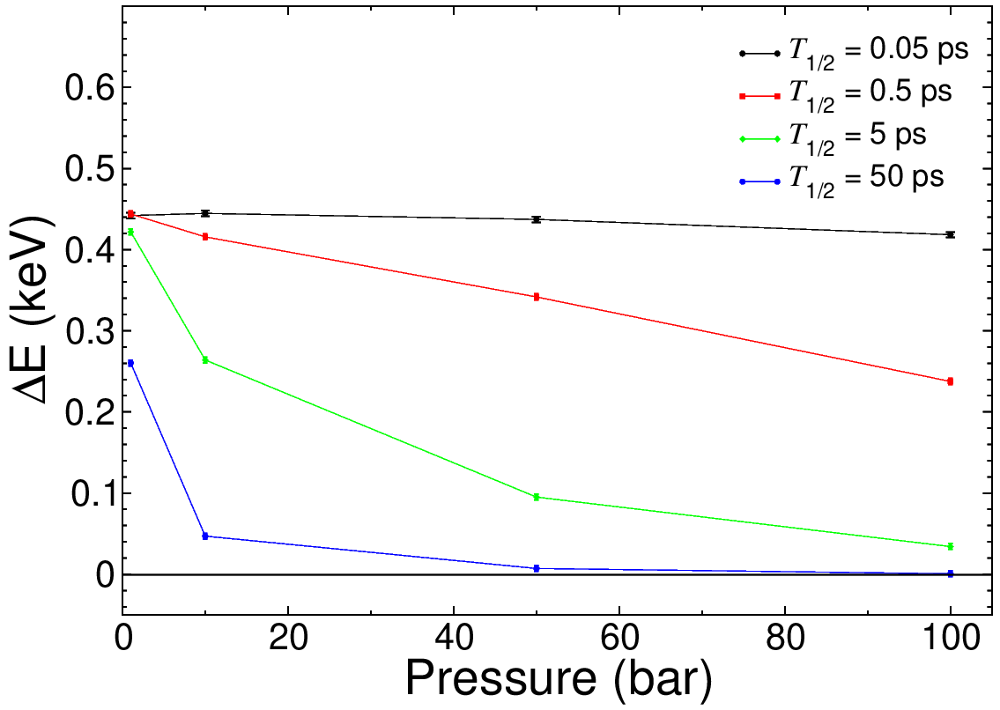 T1/2 = 0.05 ps
T1/2 = 0.5 ps
T1/2 = 5 ps
T1/2 = 50 ps
0.6
0.5
0.4
0.3
0.2
0.1
0
ΔE (keV)
0 20 40 60 80 100
Pressure (bar)